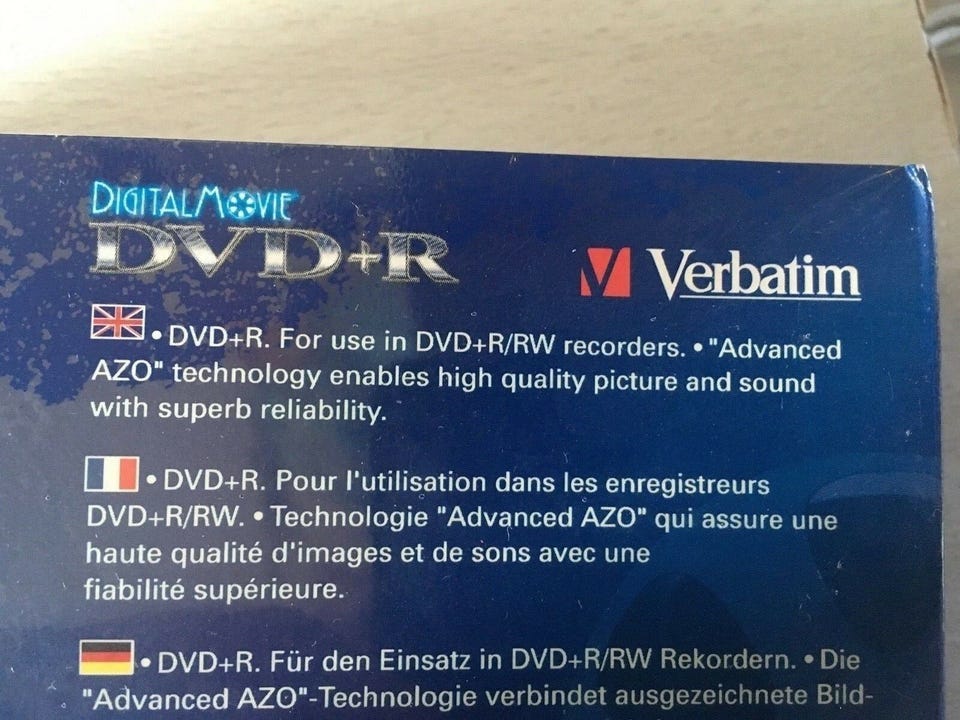 DIGITALMOVIE
DVD+R
Verbatim
• DVD+R. For use in DVD+R/RW recorders. • "Advanced
AZO" technology enables high quality picture and sound
with superb reliability.
• DVD+R. Pour l'utilisation dans les enregistreurs
DVD+R/RW. • Technologie "Advanced AZO" qui assure une
haute qualité d'images et de sons avec une
fiabilité supérieure.
• DVD+R. Für den Einsatz in DVD+R/RW Rekordern. • Die
"Advanced AZO"-Technologie verbindet ausgezeichnete Bild-